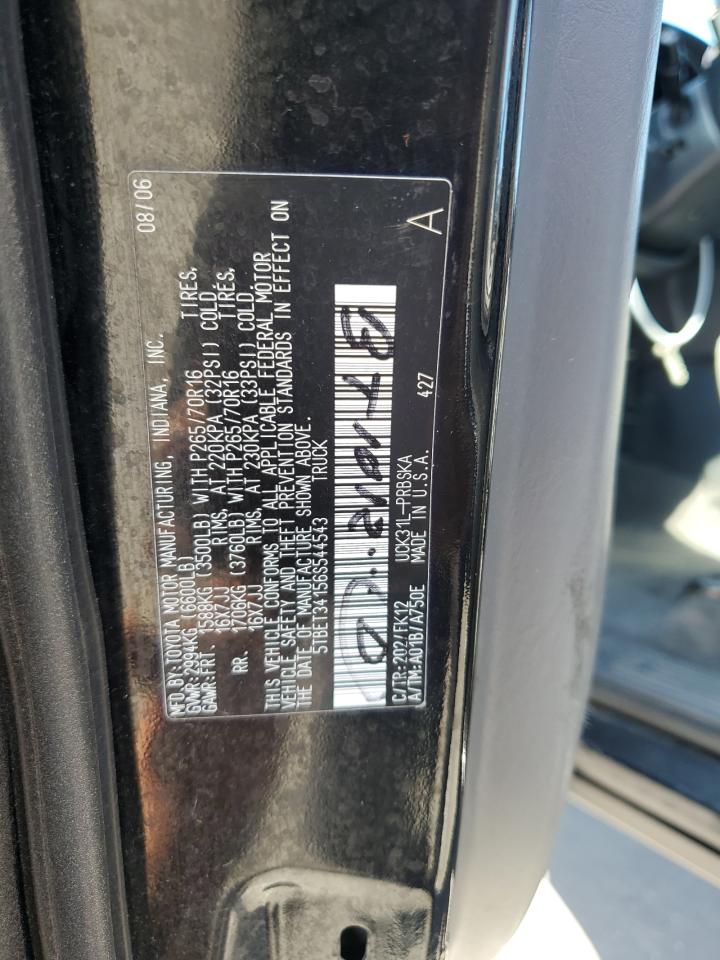 MFD.BY:TOYOTA MOTOR MANUFACTURING, INDIANA, INC. 08/06
GVWR:2994KG(6600LB)
GAWR:FRT. 1588KG (3500LB) WITH P265/70R16 TIRES,
16X7JJ RIMS, AT 220KPA (32PSI) COLD.
RR. 1706KG (3760LB) WITH P265/70R16 TIRES,
16X7JJ RIMS, AT 230KPA (33PSI) COLD.
THIS VEHICLE CONFORMS TO ALL APPLICABLE FEDERAL MOTOR
VEHICLE SAFETY AND THEFT PREVENTION STANDARDS IN EFFECT ON
THE DATE OF MANUFACTURE SHOWN ABOVE.
5TBET34156S544543 TRUCK
C/TR:202/FK12 UCK31L-PRBSKA 427
A/TM:A01B/A750E MADE IN U.S.A.
A